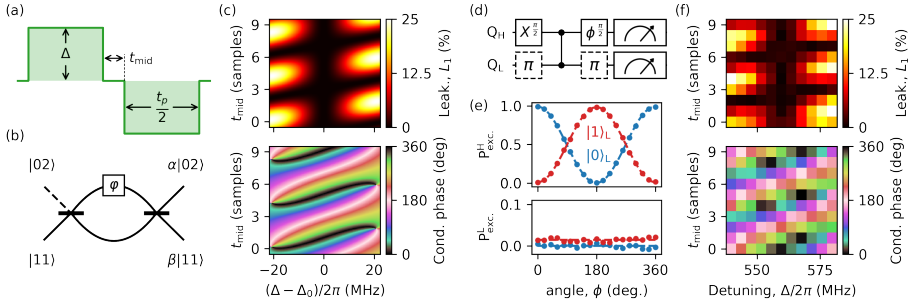 (a)
Δ
t_mid
t_p/2
(b)
|02⟩
α|02⟩
φ
|11⟩
β|11⟩
(c)
t_mid (samples)
9
6
3
0
Leak., L₁ (%)
25
12.5
0
t_mid (samples)
9
6
3
0
Cond. phase (deg)
360
180
0
−20 0 20
(Δ − Δ₀)/2π (MHz)
(d)
Q_H
X^{π/2}
ϕ^{π/2}
Q_L
π
π
(e)
P^H_exc.
1.0
0.5
0.0
|1⟩_L
|0⟩_L
P^L_exc.
0.1
0.0
0 180 360
angle, ϕ (deg.)
(f)
t_mid (samples)
9
6
3
0
Leak., L₁ (%)
25
12.5
0
t_mid (samples)
9
6
3
0
Cond. phase (deg)
360
180
0
550 575
Detuning, Δ/2π (MHz)